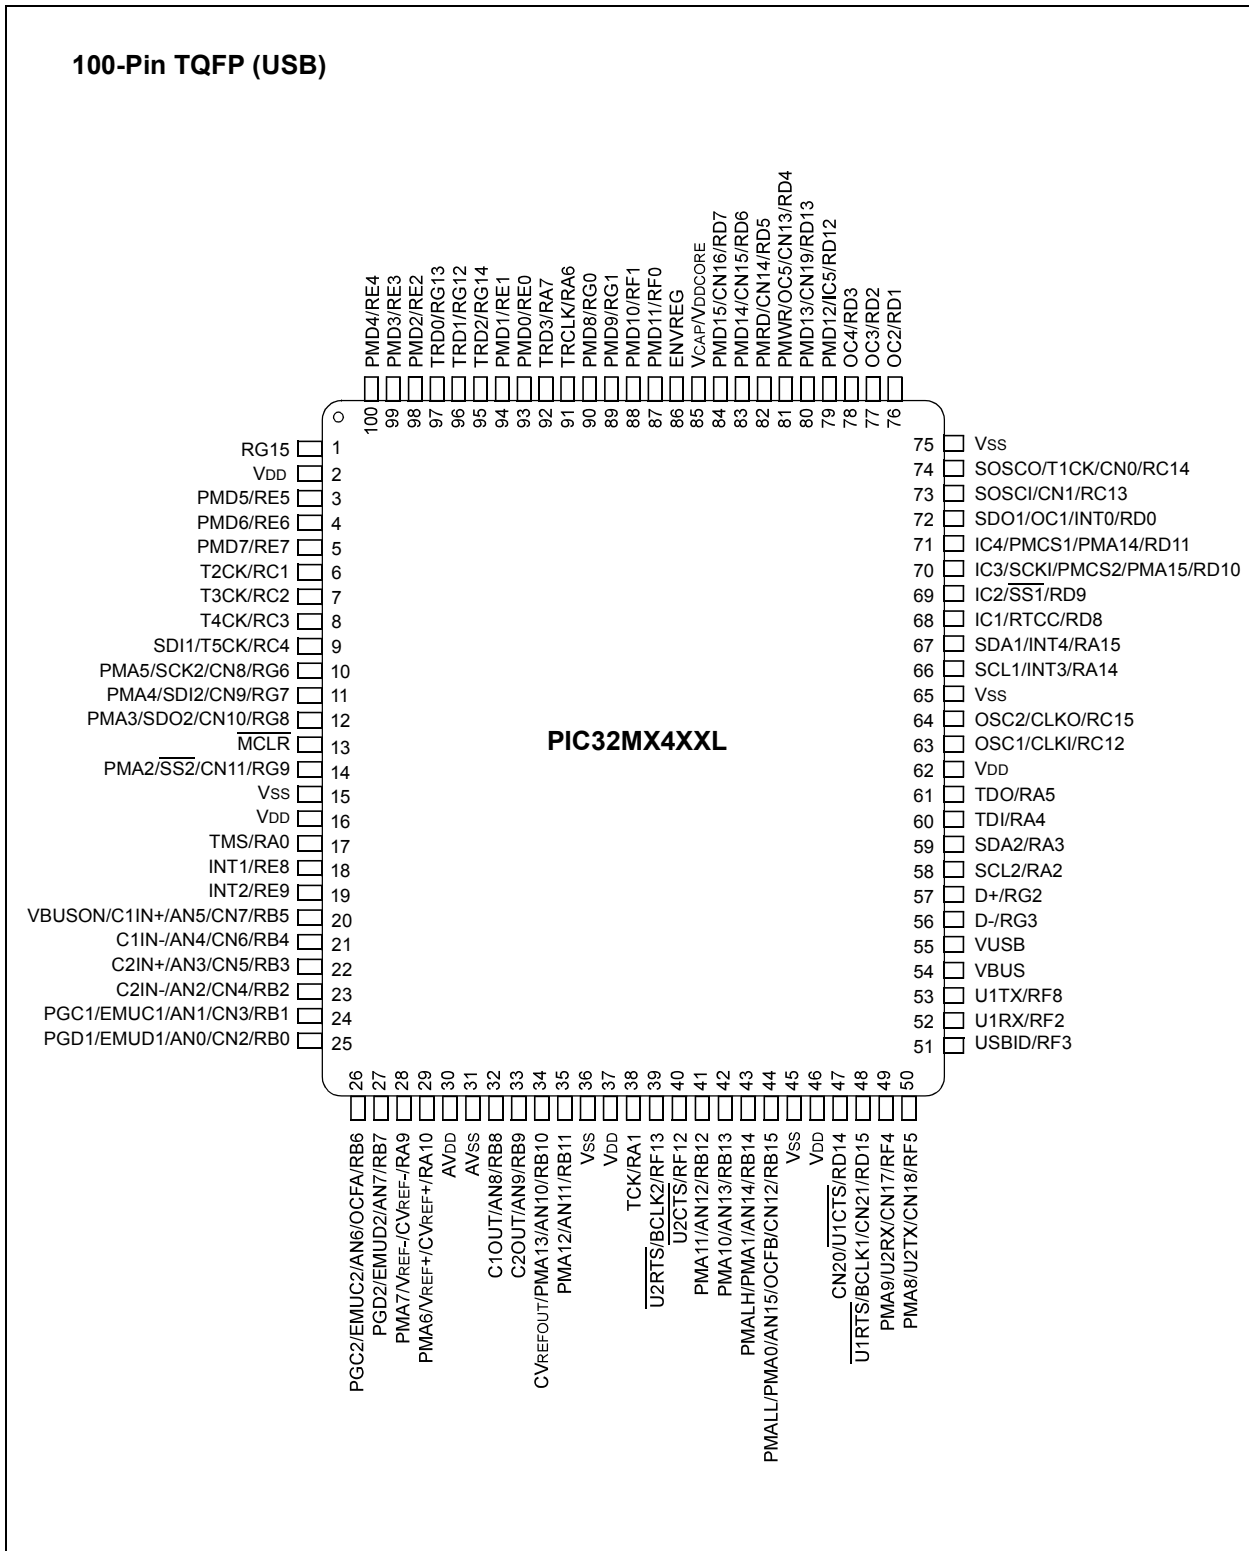 100-Pin TQFP (USB)
PMD4/RE4
PMD3/RE3
PMD2/RE2
TRD0/RG13
TRD1/RG12
TRD2/RG14
PMD1/RE1
PMD0/RE0
TRD3/RA7
TRCLK/RA6
PMD8/RG0
PMD9/RG1
PMD10/RF1
PMD11/RF0
ENVREG
VCAP/VDDCORE
PMD15/CN16/RD7
PMD14/CN15/RD6
PMRD/CN14/RD5
PMWR/OC5/CN13/RD4
PMD13/CN19/RD13
PMD12/IC5/RD12
OC4/RD3
OC3/RD2
OC2/RD1
100
99
98
97
96
95
94
93
92
91
90
89
88
87
86
85
84
83
82
81
80
79
78
77
76
RG15 1
VDD 2
PMD5/RE5 3
PMD6/RE6 4
PMD7/RE7 5
T2CK/RC1 6
T3CK/RC2 7
T4CK/RC3 8
SDI1/T5CK/RC4 9
PMA5/SCK2/CN8/RG6 10
PMA4/SDI2/CN9/RG7 11
PMA3/SDO2/CN10/RG8 12
MCLR 13
PMA2/SS2/CN11/RG9 14
VSS 15
VDD 16
TMS/RA0 17
INT1/RE8 18
INT2/RE9 19
VBUSON/C1IN+/AN5/CN7/RB5 20
C1IN-/AN4/CN6/RB4 21
C2IN+/AN3/CN5/RB3 22
C2IN-/AN2/CN4/RB2 23
PGC1/EMUC1/AN1/CN3/RB1 24
PGD1/EMUD1/AN0/CN2/RB0 25
PIC32MX4XXL
75 VSS
74 SOSCO/T1CK/CN0/RC14
73 SOSCI/CN1/RC13
72 SDO1/OC1/INT0/RD0
71 IC4/PMCS1/PMA14/RD11
70 IC3/SCKI/PMCS2/PMA15/RD10
69 IC2/SS1/RD9
68 IC1/RTCC/RD8
67 SDA1/INT4/RA15
66 SCL1/INT3/RA14
65 VSS
64 OSC2/CLKO/RC15
63 OSC1/CLKI/RC12
62 VDD
61 TDO/RA5
60 TDI/RA4
59 SDA2/RA3
58 SCL2/RA2
57 D+/RG2
56 D-/RG3
55 VUSB
54 VBUS
53 U1TX/RF8
52 U1RX/RF2
51 USBID/RF3
26
27
28
29
30
31
32
33
34
35
36
37
38
39
40
41
42
43
44
45
46
47
48
49
50
PGC2/EMUC2/AN6/OCFA/RB6
PGD2/EMUD2/AN7/RB7
PMA7/VREF-/CVREF-/RA9
PMA6/VREF+/CVREF+/RA10
AVDD
AVSS
C1OUT/AN8/RB8
C2OUT/AN9/RB9
CVREFOUT/PMA13/AN10/RB10
PMA12/AN11/RB11
VSS
VDD
TCK/RA1
U2RTS/BCLK2/RF13
U2CTS/RF12
PMA11/AN12/RB12
PMA10/AN13/RB13
PMALH/PMA1/AN14/RB14
PMALL/PMA0/AN15/OCFB/CN12/RB15
VSS
VDD
CN20/U1CTS/RD14
U1RTS/BCLK1/CN21/RD15
PMA9/U2RX/CN17/RF4
PMA8/U2TX/CN18/RF5